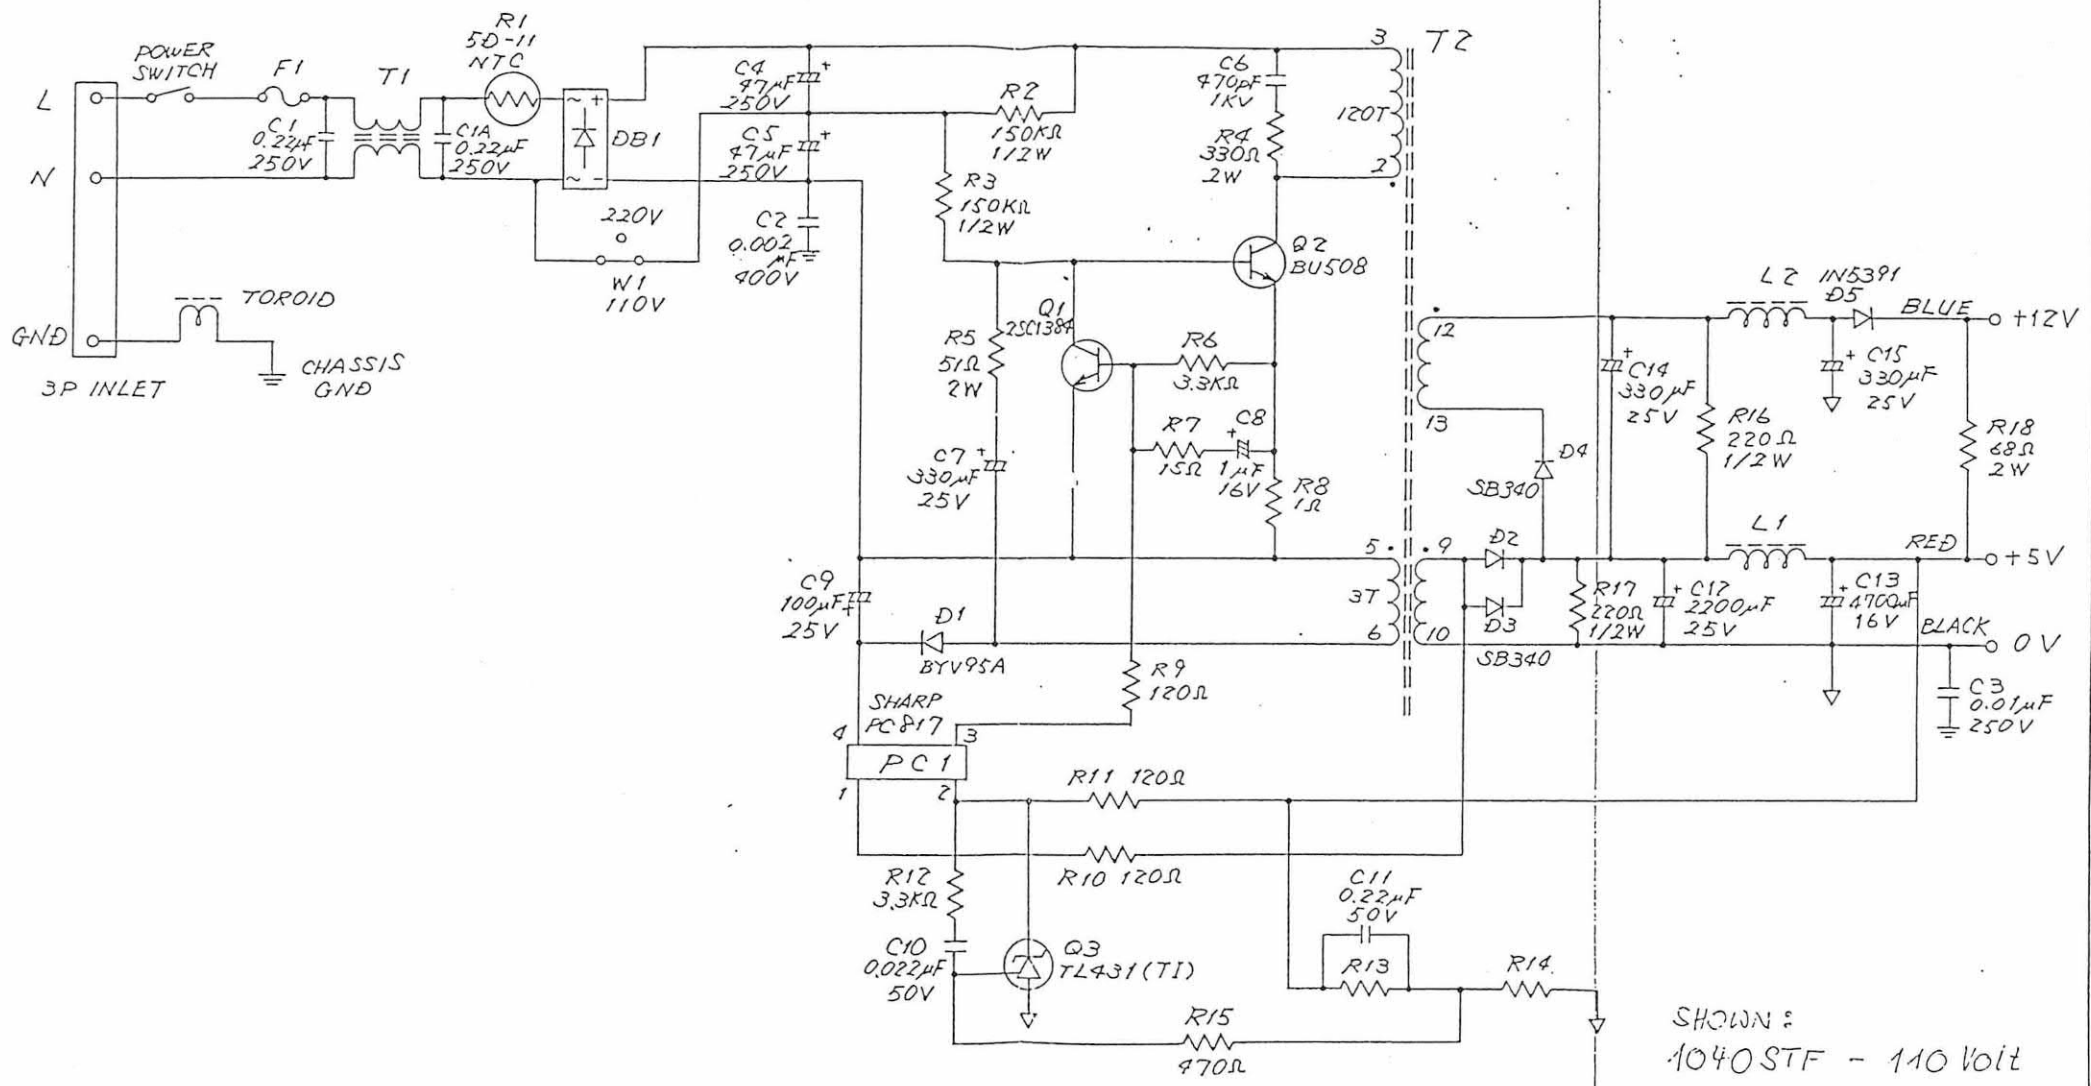 R1
5D-11
NTC
POWER
SWITCH
F1
T1
L
N
C1
0.22µF
250V
C1A
0.22µF
250V
DB1
~ +
~ -
C4
47µF
250V
+
C5
47µF
250V
+
C2
0.002
µF
400V
220V
W1
110V
GND
TOROID
CHASSIS
GND
3P INLET
R2
150KΩ
1/2W
R3
150KΩ
1/2W
C6
470pF
1KV
R4
330Ω
2W
3
T2
120T
2
Q2
BU508
Q1
2SC1384
R5
51Ω
2W
R6
3.3KΩ
R7
15Ω
C8
+
1µF
16V
R8
1Ω
C7
+
330µF
25V
C9
100µF
+
25V
D1
BYV95A
5
3T
6
9
10
12
13
D4
SB340
D2
D3
SB340
C14
+
330µF
25V
R16
220Ω
1/2W
L2
IN5391
D5
BLUE
+12V
C15
+
330µF
25V
R18
68Ω
2W
L1
RED
+5V
R17
220Ω
1/2W
C12
+
2200µF
25V
C13
+
4700µF
16V
BLACK
0V
C3
0.01µF
250V
R9
120Ω
SHARP
PC817
4
3
PC1
1
2
R11 120Ω
R10 120Ω
R12
3.3KΩ
C10
0.022µF
50V
Q3
TL431(TI)
C11
0.22µF
50V
R13
R14
R15
470Ω
SHOWN:
1040STF - 110 Volt